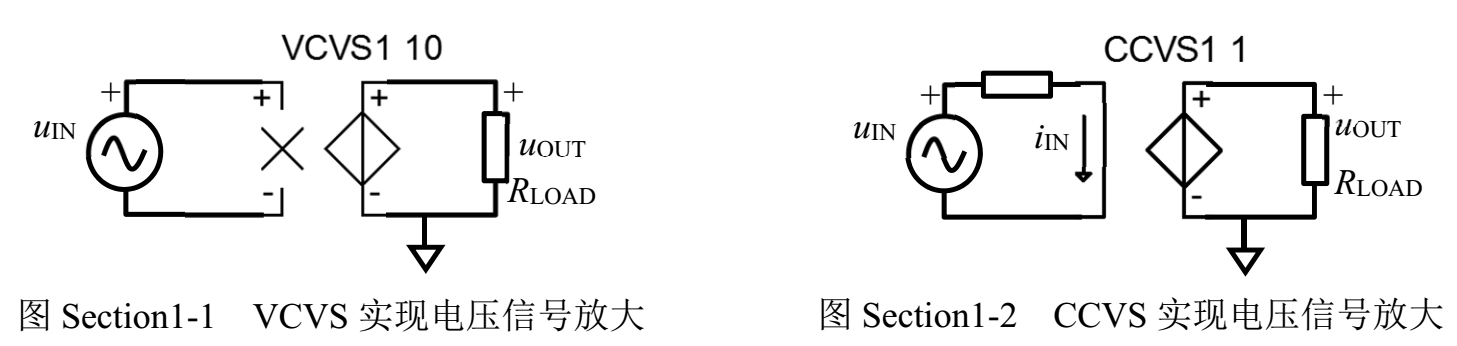 VCVS1 10
+ + + +
uIN
uOUT
- -
RLOAD
图 Section1-1 VCVS 实现电压信号放大
CCVS1 1
+ + +
uIN
iIN
uOUT
-
RLOAD
图 Section1-2 CCVS 实现电压信号放大